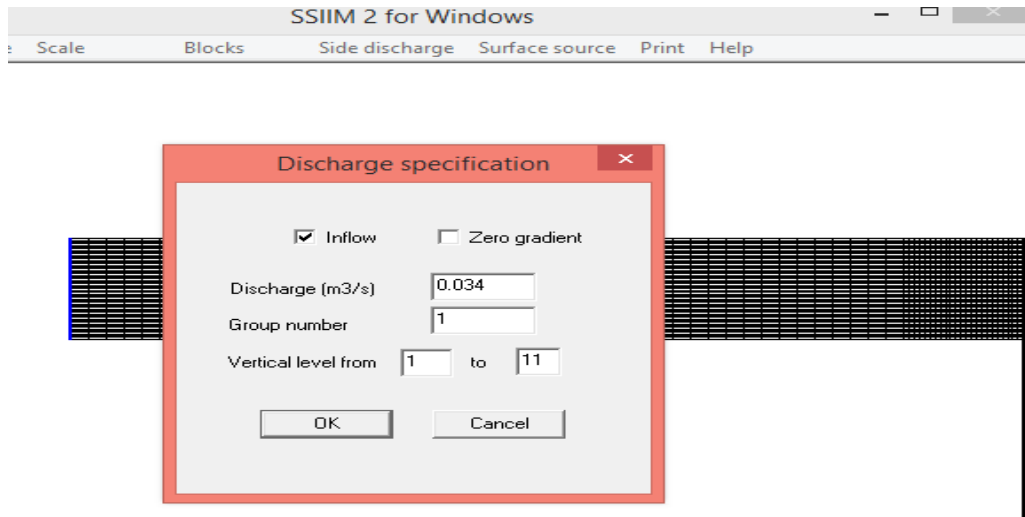 SSIIM 2 for Windows
Scale Blocks Side discharge Surface source Print Help
Discharge specification
Inflow Zero gradient
Discharge (m3/s) 0.034
Group number 1
Vertical level from 1 to 11
OK Cancel